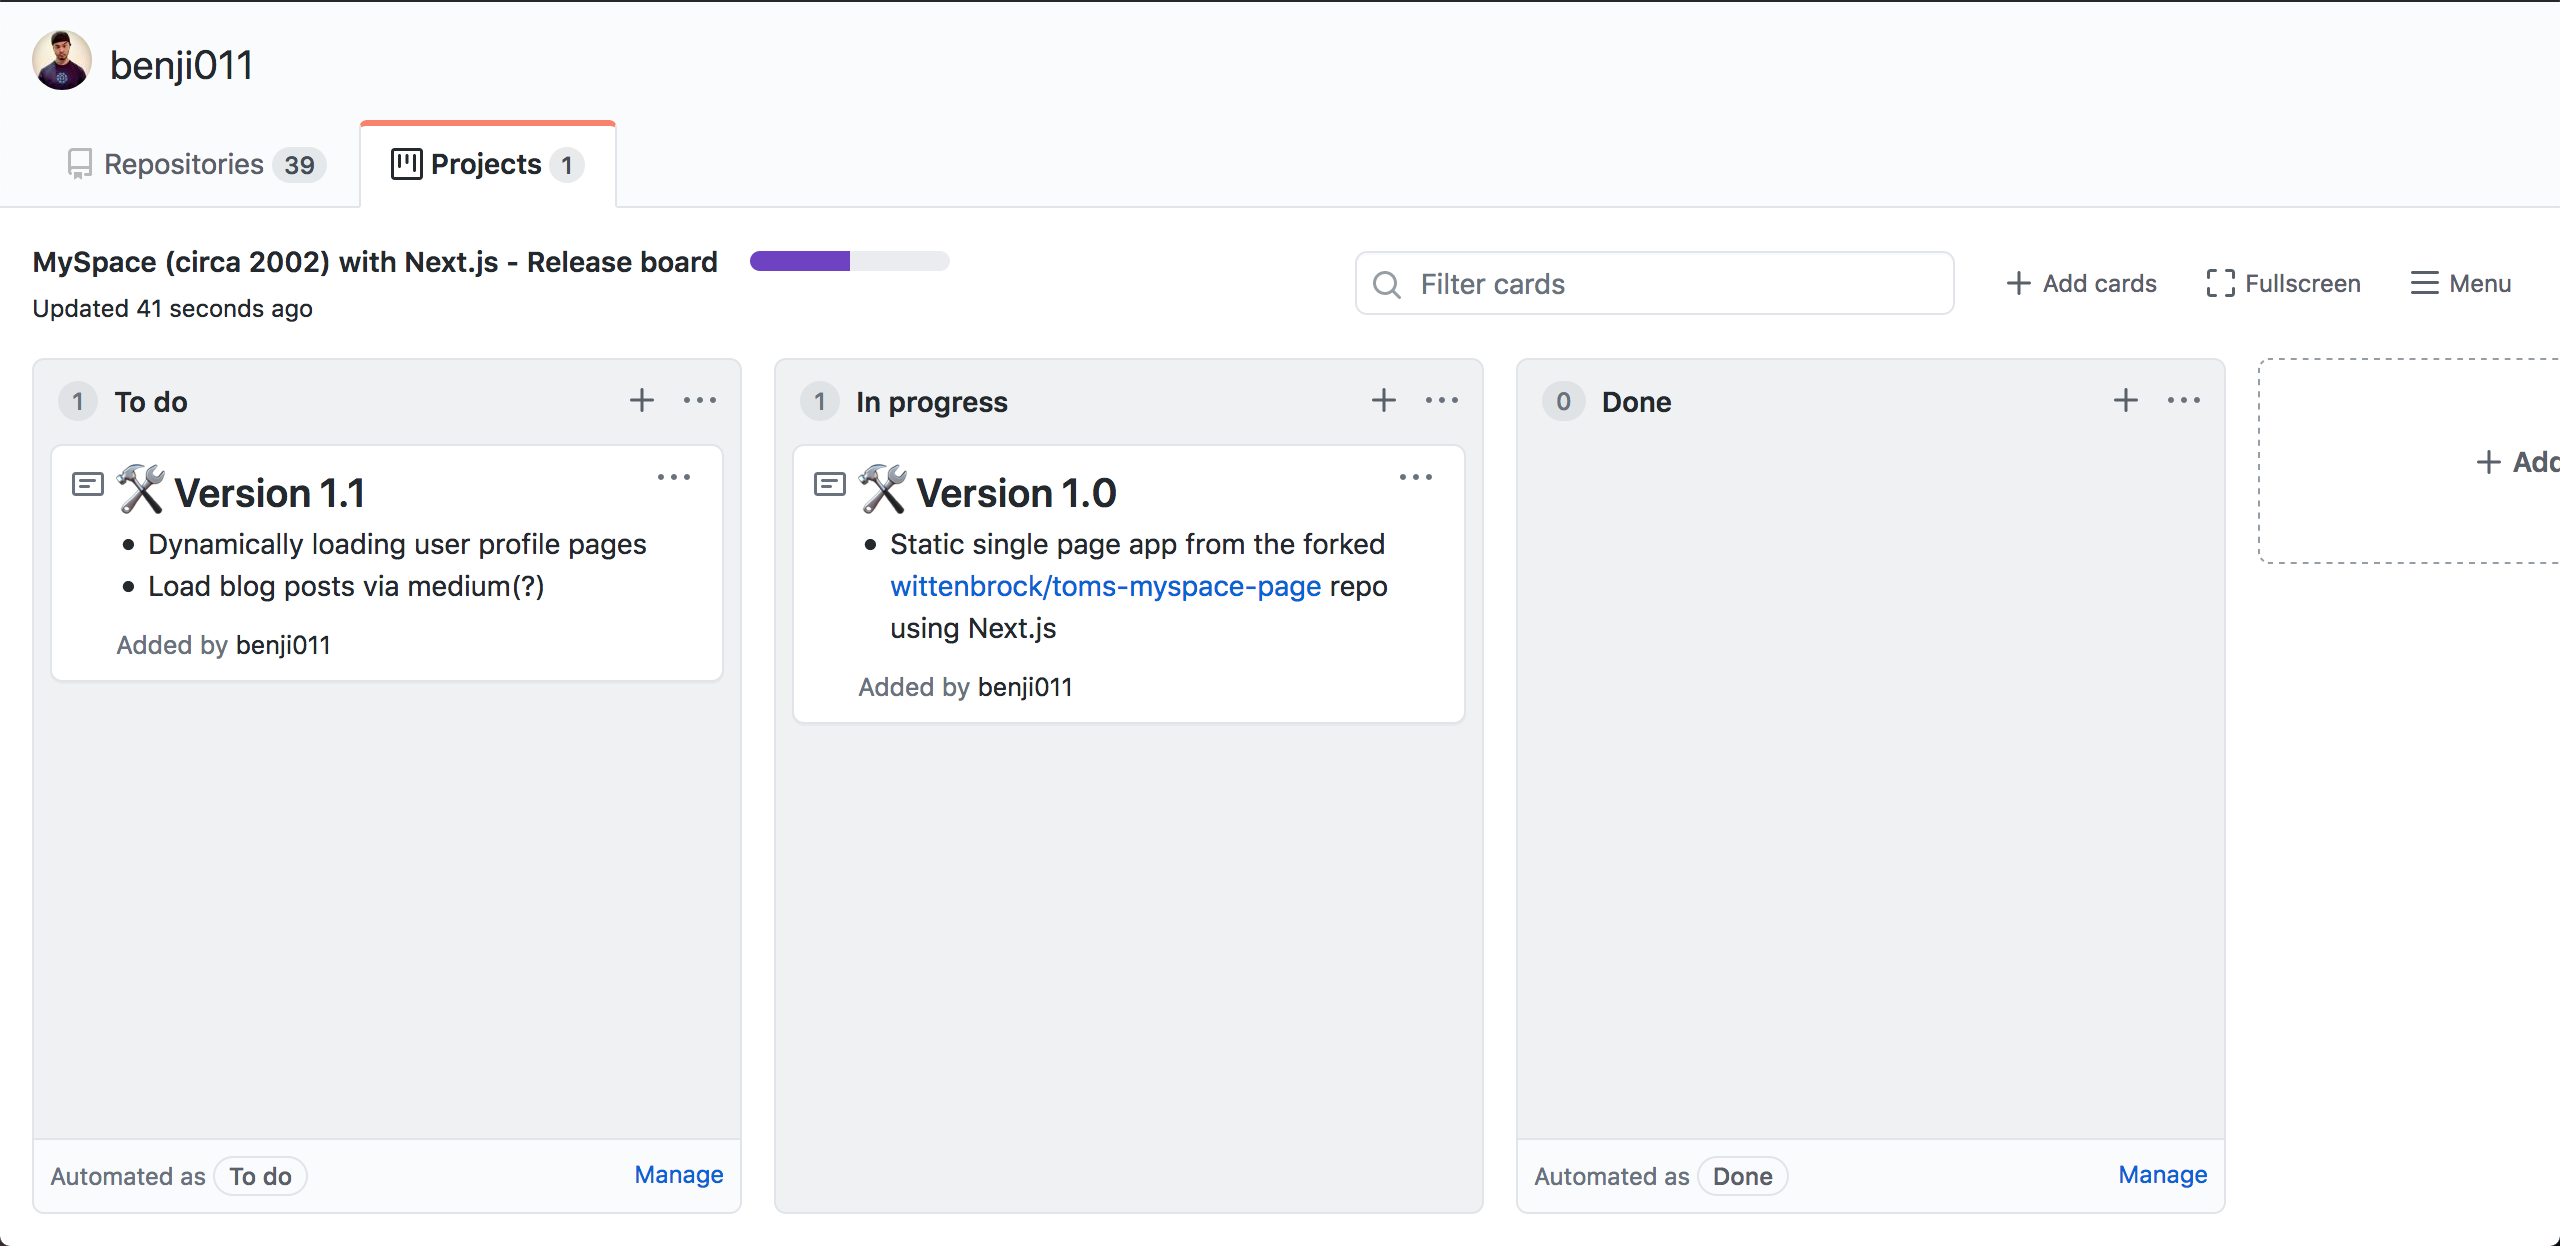 benji011
Repositories 39
Projects 1
MySpace (circa 2002) with Next.js - Release board
Updated 41 seconds ago
Filter cards
Add cards
Fullscreen
Menu
1 To do
Version 1.1
Dynamically loading user profile pages
Load blog posts via medium(?)
Added by benji011
Automated as To do
Manage
1 In progress
Version 1.0
Static single page app from the forked
wittenbrock/toms-myspace-page repo
using Next.js
Added by benji011
0 Done
Automated as Done
Manage
Add